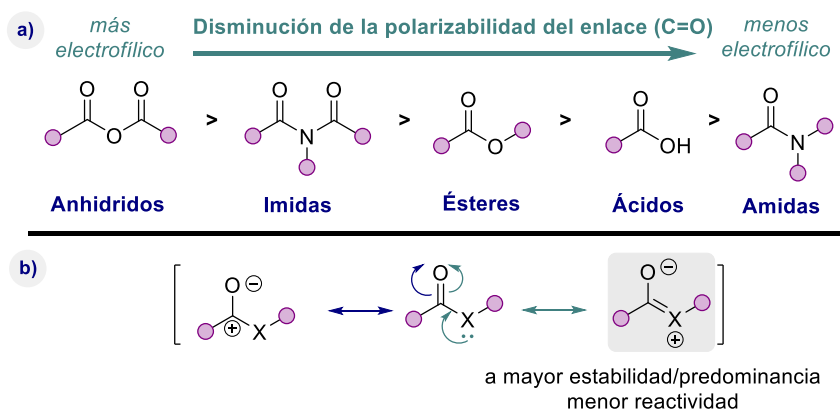 a)
más
electrofílico
Disminución de la polarizabilidad del enlace (C=O)
menos
electrofílico
O O
O
>
O O
N
>
O
O
>
O
OH
>
O
N
Anhidridos Imidas Ésteres Ácidos Amidas
b)
O −
+ X
O
X
O −
X
+
a mayor estabilidad/predominancia
menor reactividad